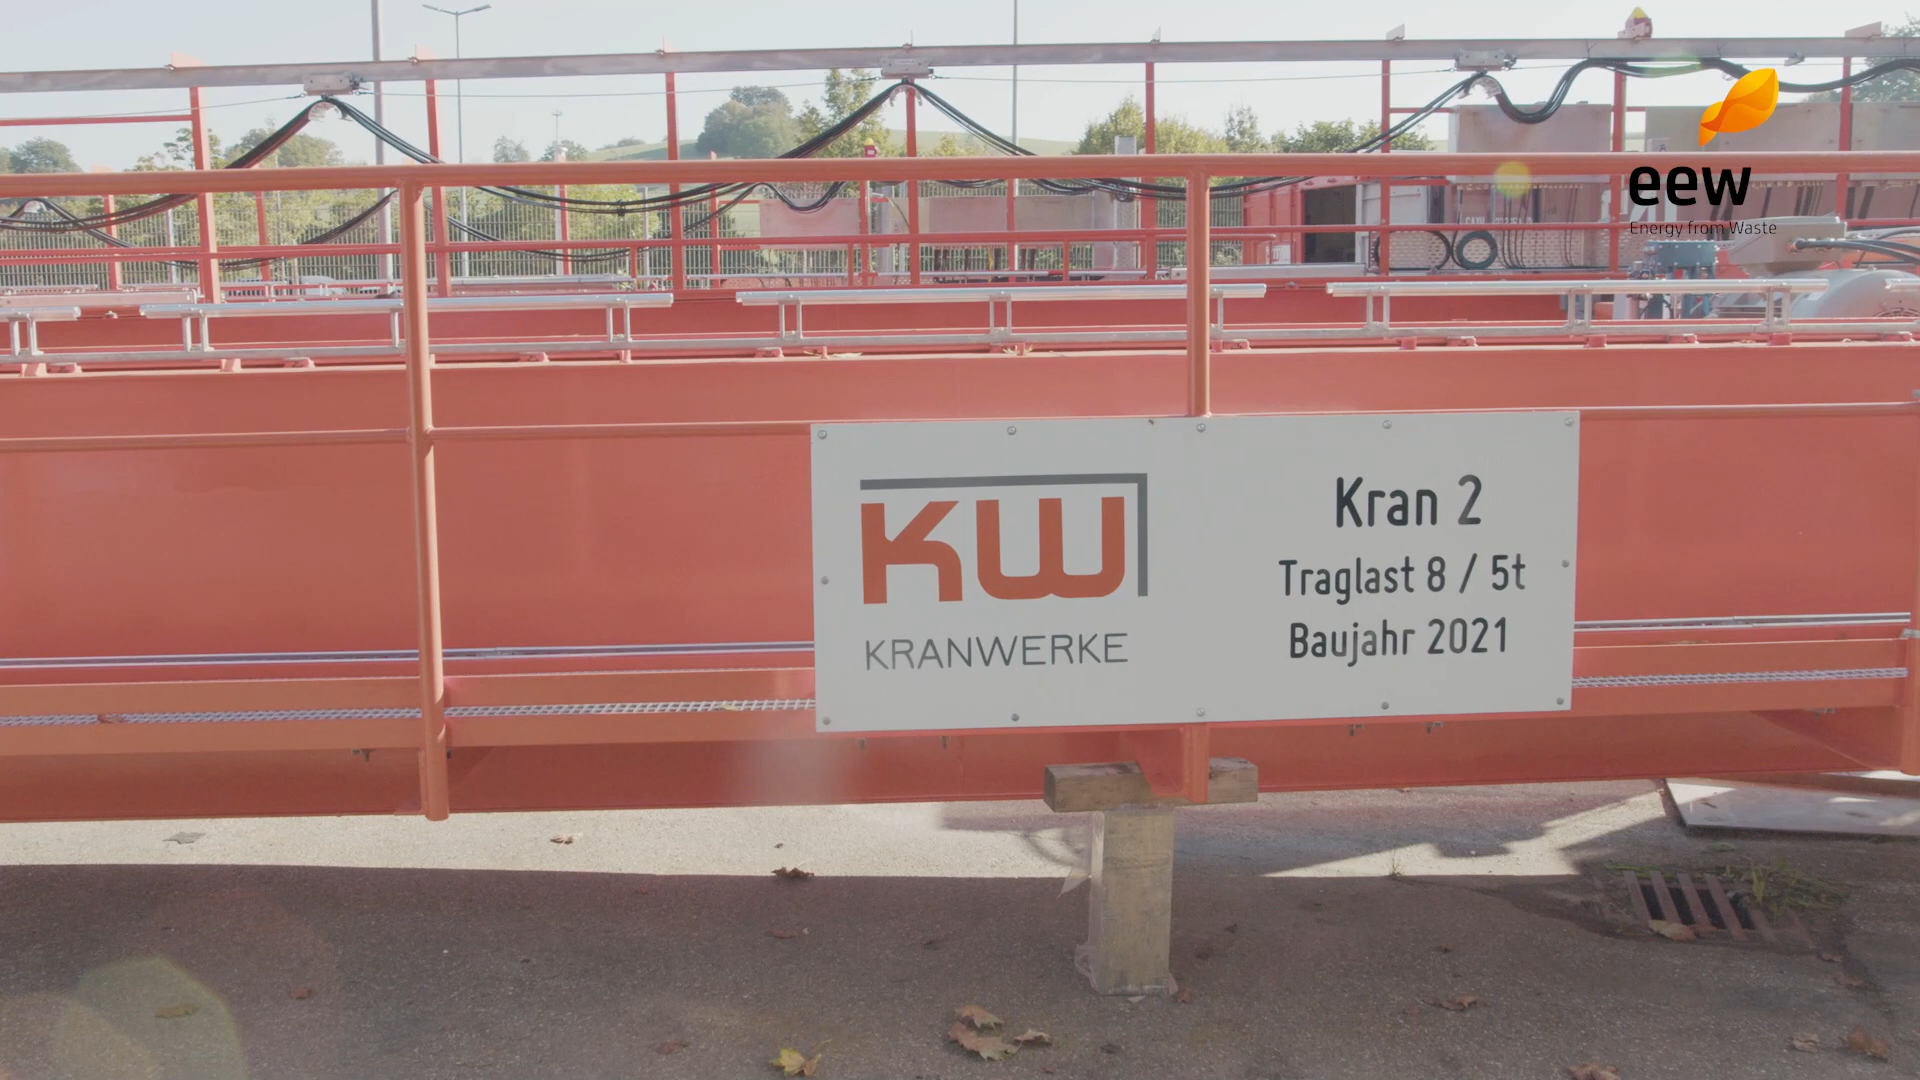 eew
Energy from Waste
KW
KRANWERKE
Kran 2
Traglast 8 / 5t
Baujahr 2021